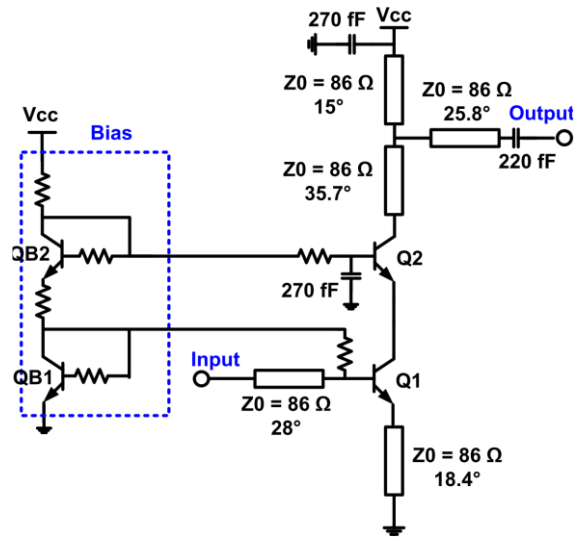 270 fF
Vcc
Z0 = 86 Ω
15°
Z0 = 86 Ω
25.8°
Output
220 fF
Vcc
Bias
Z0 = 86 Ω
35.7°
QB2
Q2
270 fF
Input
QB1
Q1
Z0 = 86 Ω
28°
Z0 = 86 Ω
18.4°